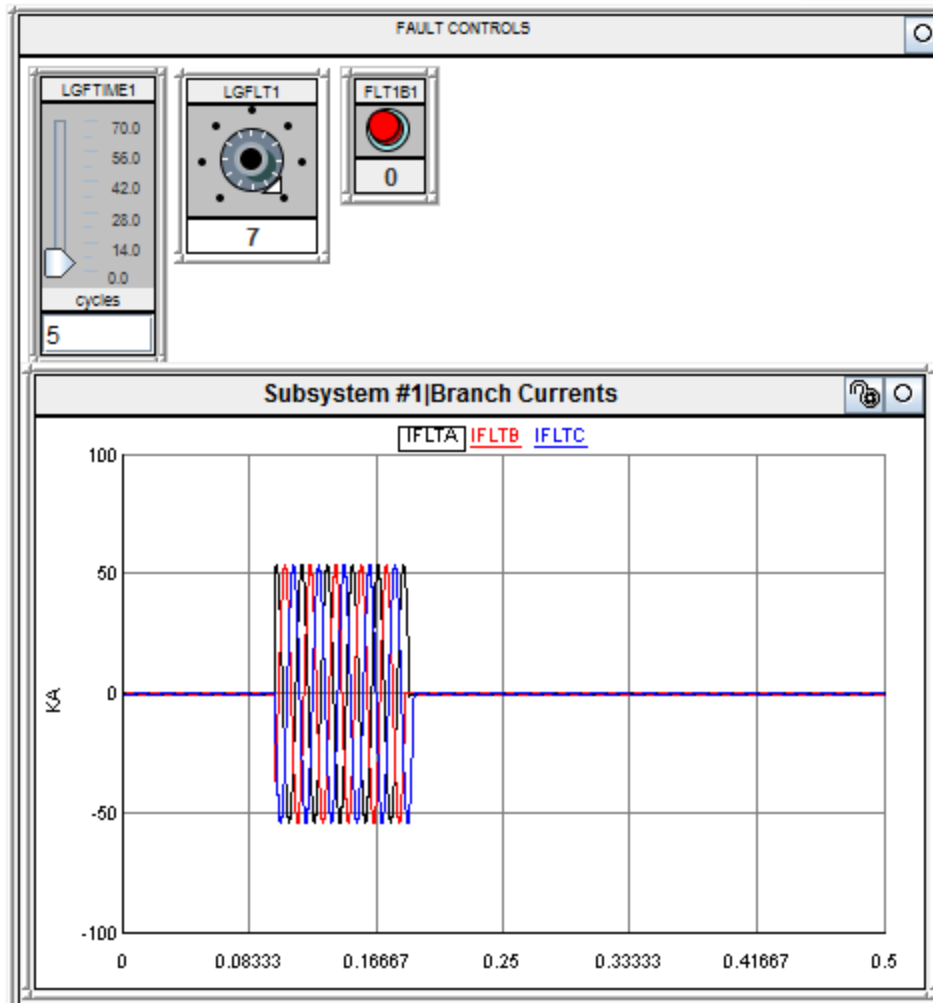 FAULT CONTROLS
LGFTIME1
70.0
56.0
42.0
28.0
14.0
0.0
cycles
5
LGFLT1
7
FLT1B1
0
Subsystem #1|Branch Currents
IFLTA IFLTB IFLTC
KA
100
50
0
-50
-100
0 0.08333 0.16667 0.25 0.33333 0.41667 0.5